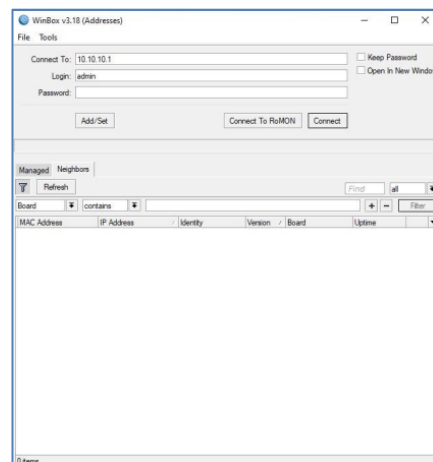 WinBox v3.18 (Addresses)
File Tools
Connect To: 10.10.10.1
Keep Password
Login: admin
Open In New Windo
Password:
Add/Set Connect To RoMON Connect
Managed Neighbors
Refresh Find all
Board contains + − Filter
MAC Address IP Address Identity Version Board Uptime
0 items